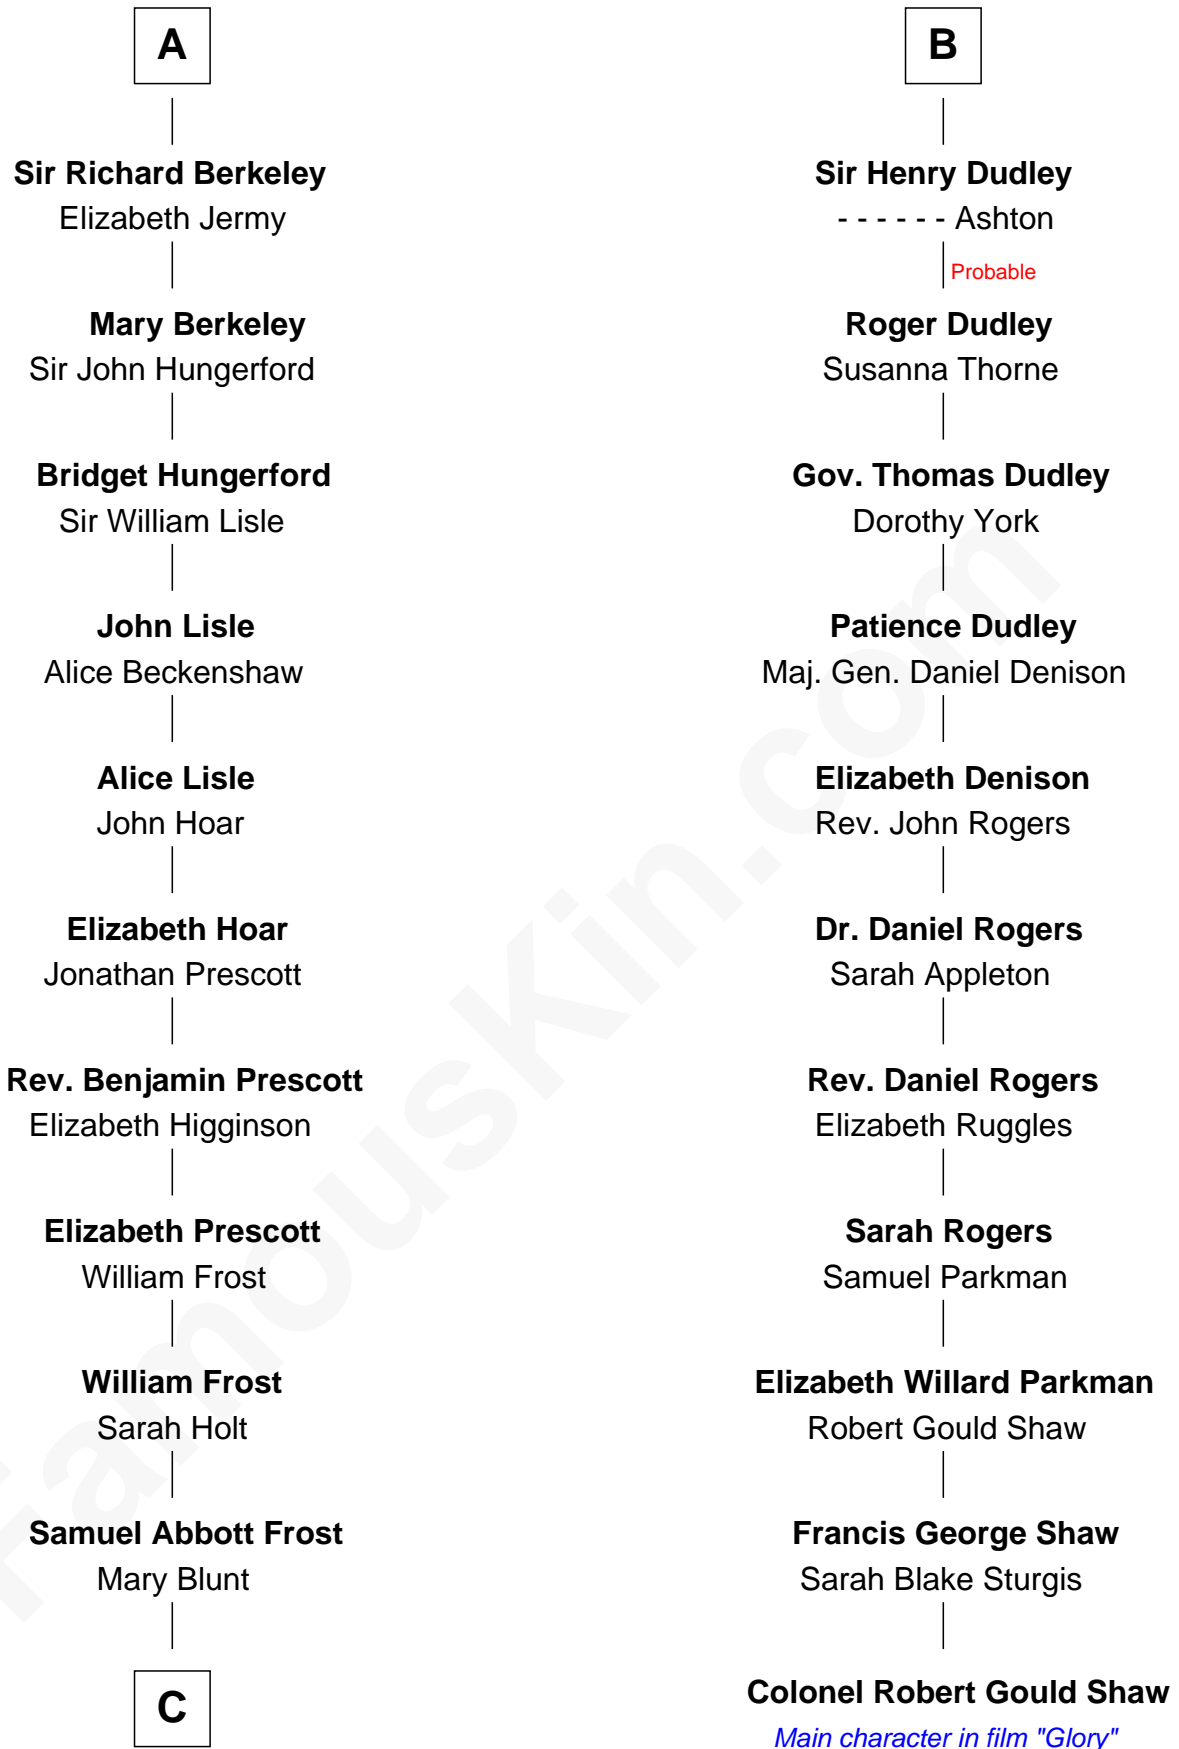 A
Sir Richard Berkeley
Elizabeth Jermy
Mary Berkeley
Sir John Hungerford
Bridget Hungerford
Sir William Lisle
John Lisle
Alice Beckenshaw
Alice Lisle
John Hoar
Elizabeth Hoar
Jonathan Prescott
Rev. Benjamin Prescott
Elizabeth Higginson
Elizabeth Prescott
William Frost
William Frost
Sarah Holt
Samuel Abbott Frost
Mary Blunt
C
B
Sir Henry Dudley
- - - - - - Ashton
Probable
Roger Dudley
Susanna Thorne
Gov. Thomas Dudley
Dorothy York
Patience Dudley
Maj. Gen. Daniel Denison
Elizabeth Denison
Rev. John Rogers
Dr. Daniel Rogers
Sarah Appleton
Rev. Daniel Rogers
Elizabeth Ruggles
Sarah Rogers
Samuel Parkman
Elizabeth Willard Parkman
Robert Gould Shaw
Francis George Shaw
Sarah Blake Sturgis
Colonel Robert Gould Shaw
Main character in film "Glory"
FamousKin.com